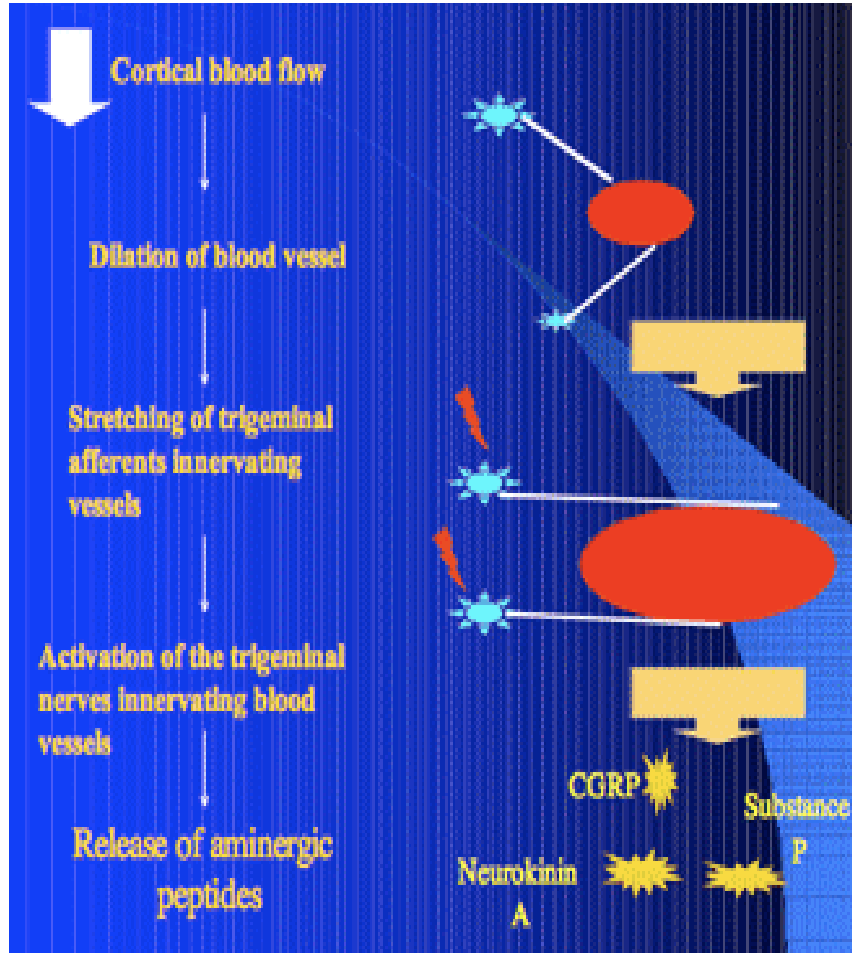 Cortical blood flow
Dilation of blood vessel
Stretching of trigeminal
afferents innervating
vessels
Activation of the trigeminal
nerves innervating blood
vessels
Release of aminergic
peptides
CGRP
Substance
P
Neurokinin
A